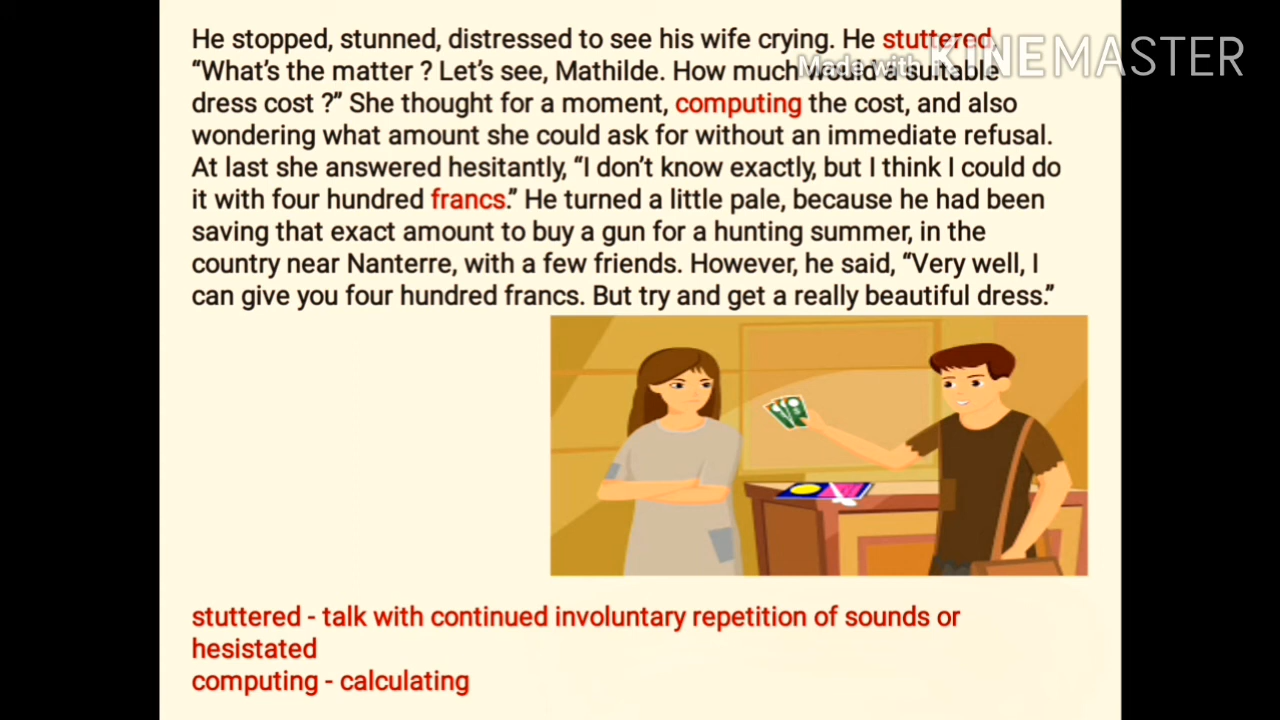 He stopped, stunned, distressed to see his wife crying. He stuttered,
Made with KINEMASTER
“What’s the matter ? Let’s see, Mathilde. How much would a suitable
dress cost ?” She thought for a moment, computing the cost, and also
wondering what amount she could ask for without an immediate refusal.
At last she answered hesitantly, “I don’t know exactly, but I think I could do
it with four hundred francs.” He turned a little pale, because he had been
saving that exact amount to buy a gun for a hunting summer, in the
country near Nanterre, with a few friends. However, he said, “Very well, I
can give you four hundred francs. But try and get a really beautiful dress.”
stuttered - talk with continued involuntary repetition of sounds or
hesistated
computing - calculating